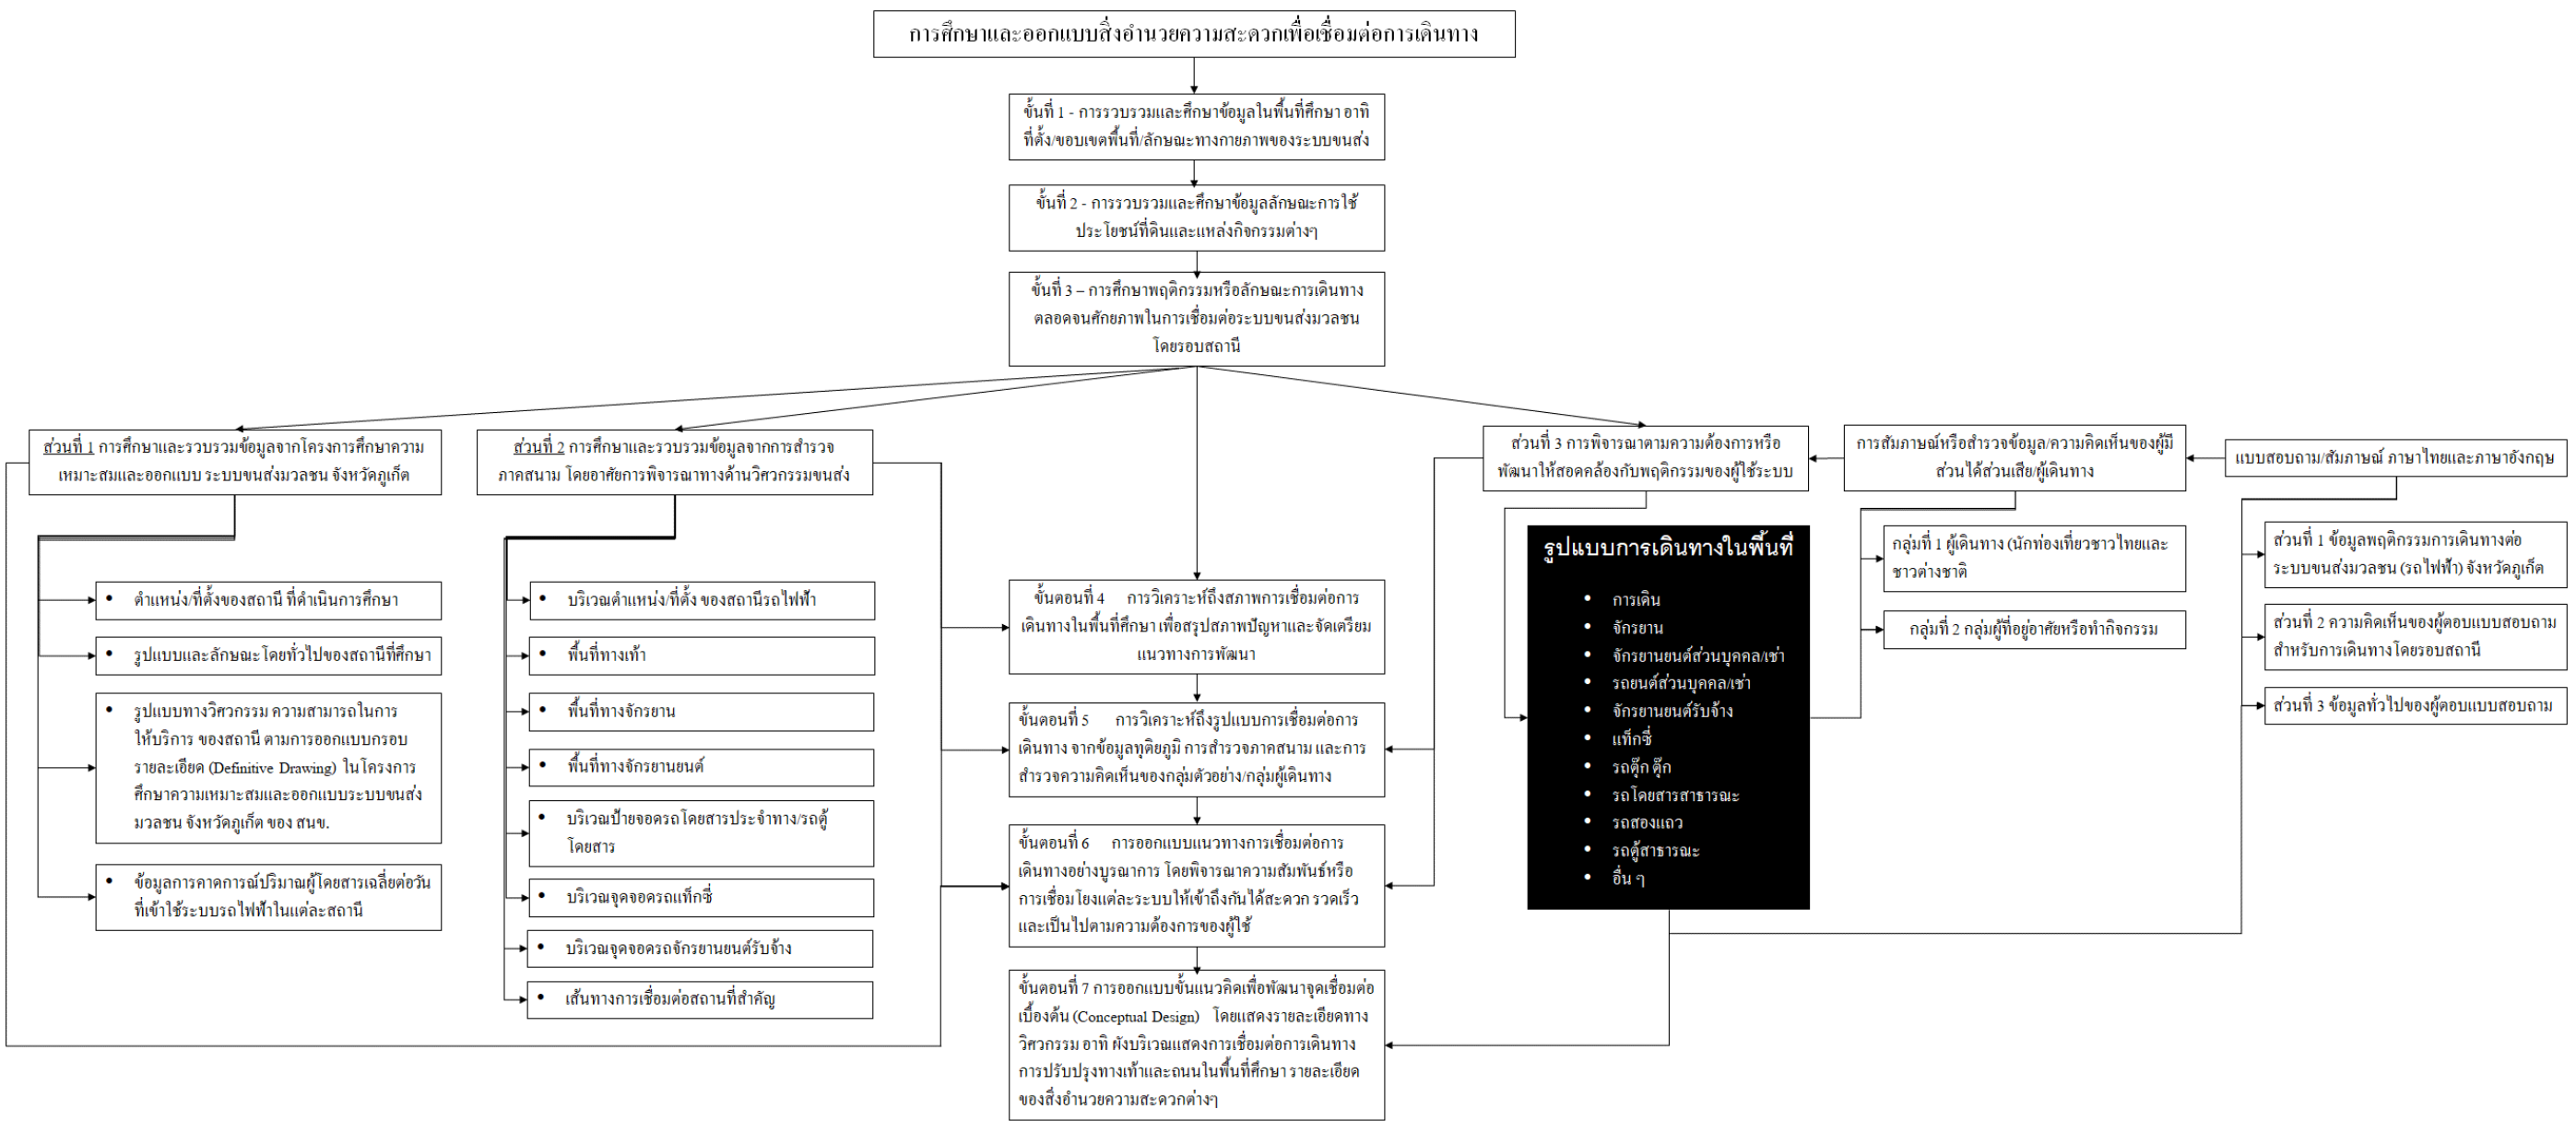 การศึกษาและออกแบบสิ่งอำนวยความสะดวกเพื่อเชื่อมต่อการเดินทาง
ขั้นที่ 1 - การรวบรวมและศึกษาข้อมูลในพื้นที่ศึกษา อาทิ
ที่ตั้ง/ขอบเขตพื้นที่/ลักษณะทางกายภาพของระบบขนส่ง
ขั้นที่ 2 - การรวบรวมและศึกษาข้อมูลลักษณะการใช้
ประโยชน์ที่ดินและแหล่งกิจกรรมต่างๆ
ขั้นที่ 3 – การศึกษาพฤติกรรมหรือลักษณะการเดินทาง
ตลอดจนศักยภาพในการเชื่อมต่อระบบขนส่งมวลชน
โดยรอบสถานี
ส่วนที่ 1 การศึกษาและรวบรวมข้อมูลจากโครงการศึกษาความ
เหมาะสมและออกแบบ ระบบขนส่งมวลชน จังหวัดภูเก็ต
• ตำแหน่ง/ที่ตั้งของสถานี ที่ดำเนินการศึกษา
• รูปแบบและลักษณะโดยทั่วไปของสถานีที่ศึกษา
• รูปแบบทางวิศวกรรม ความสามารถในการ
ให้บริการ ของสถานี ตามการออกแบบกรอบ
รายละเอียด (Definitive Drawing) ในโครงการ
ศึกษาความเหมาะสมและออกแบบระบบขนส่ง
มวลชน จังหวัดภูเก็ต ของ สนข.
• ข้อมูลการคาดการณ์ปริมาณผู้โดยสารเฉลี่ยต่อวัน
ที่เข้าใช้ระบบรถไฟฟ้าในแต่ละสถานี
ส่วนที่ 2 การศึกษาและรวบรวมข้อมูลจากการสำรวจ
ภาคสนาม โดยอาศัยการพิจารณาทางด้านวิศวกรรมขนส่ง
• บริเวณตำแหน่ง/ที่ตั้ง ของสถานีรถไฟฟ้า
• พื้นที่ทางเท้า
• พื้นที่ทางจักรยาน
• พื้นที่ทางจักรยานยนต์
• บริเวณป้ายจอดรถโดยสารประจำทาง/รถตู้
โดยสาร
• บริเวณจุดจอดรถแท็กซี่
• บริเวณจุดจอดรถจักรยานยนต์รับจ้าง
• เส้นทางการเชื่อมต่อสถานที่สำคัญ
ขั้นตอนที่ 4 การวิเคราะห์ถึงสภาพการเชื่อมต่อการ
เดินทางในพื้นที่ศึกษา เพื่อสรุปสภาพปัญหาและจัดเตรียม
แนวทางการพัฒนา
ขั้นตอนที่ 5 การวิเคราะห์ถึงรูปแบบการเชื่อมต่อการ
เดินทาง จากข้อมูลทุติยภูมิ การสำรวจภาคสนาม และการ
สำรวจความคิดเห็นของกลุ่มตัวอย่าง/กลุ่มผู้เดินทาง
ขั้นตอนที่ 6 การออกแบบแนวทางการเชื่อมต่อการ
เดินทางอย่างบูรณาการ โดยพิจารณาความสัมพันธ์หรือ
การเชื่อมโยงแต่ละระบบให้เข้าถึงกันได้สะดวก รวดเร็ว
และเป็นไปตามความต้องการของผู้ใช้
ขั้นตอนที่ 7 การออกแบบขั้นแนวคิดเพื่อพัฒนาจุดเชื่อมต่อ
เบื้องต้น (Conceptual Design) โดยแสดงรายละเอียดทาง
วิศวกรรม อาทิ ผังบริเวณแสดงการเชื่อมต่อการเดินทาง
การปรับปรุงทางเท้าและถนนในพื้นที่ศึกษา รายละเอียด
ของสิ่งอำนวยความสะดวกต่างๆ
ส่วนที่ 3 การพิจารณาตามความต้องการหรือ
พัฒนาให้สอดคล้องกับพฤติกรรมของผู้ใช้ระบบ
รูปแบบการเดินทางในพื้นที่
• การเดิน
• จักรยาน
• จักรยานยนต์ส่วนบุคคล/เช่า
• รถยนต์ส่วนบุคคล/เช่า
• จักรยานยนต์รับจ้าง
• แท็กซี่
• รถตุ๊ก ตุ๊ก
• รถโดยสารสาธารณะ
• รถสองแถว
• รถตู้สาธารณะ
• อื่น ๆ
การสัมภาษณ์หรือสำรวจข้อมูล/ความคิดเห็นของผู้มี
ส่วนได้ส่วนเสีย/ผู้เดินทาง
กลุ่มที่ 1 ผู้เดินทาง (นักท่องเที่ยวชาวไทยและ
ชาวต่างชาติ
กลุ่มที่ 2 กลุ่มผู้ที่อยู่อาศัยหรือทำกิจกรรม
แบบสอบถาม/สัมภาษณ์ ภาษาไทยและภาษาอังกฤษ
ส่วนที่ 1 ข้อมูลพฤติกรรมการเดินทางต่อ
ระบบขนส่งมวลชน (รถไฟฟ้า) จังหวัดภูเก็ต
ส่วนที่ 2 ความคิดเห็นของผู้ตอบแบบสอบถาม
สำหรับการเดินทางโดยรอบสถานี
ส่วนที่ 3 ข้อมูลทั่วไปของผู้ตอบแบบสอบถาม